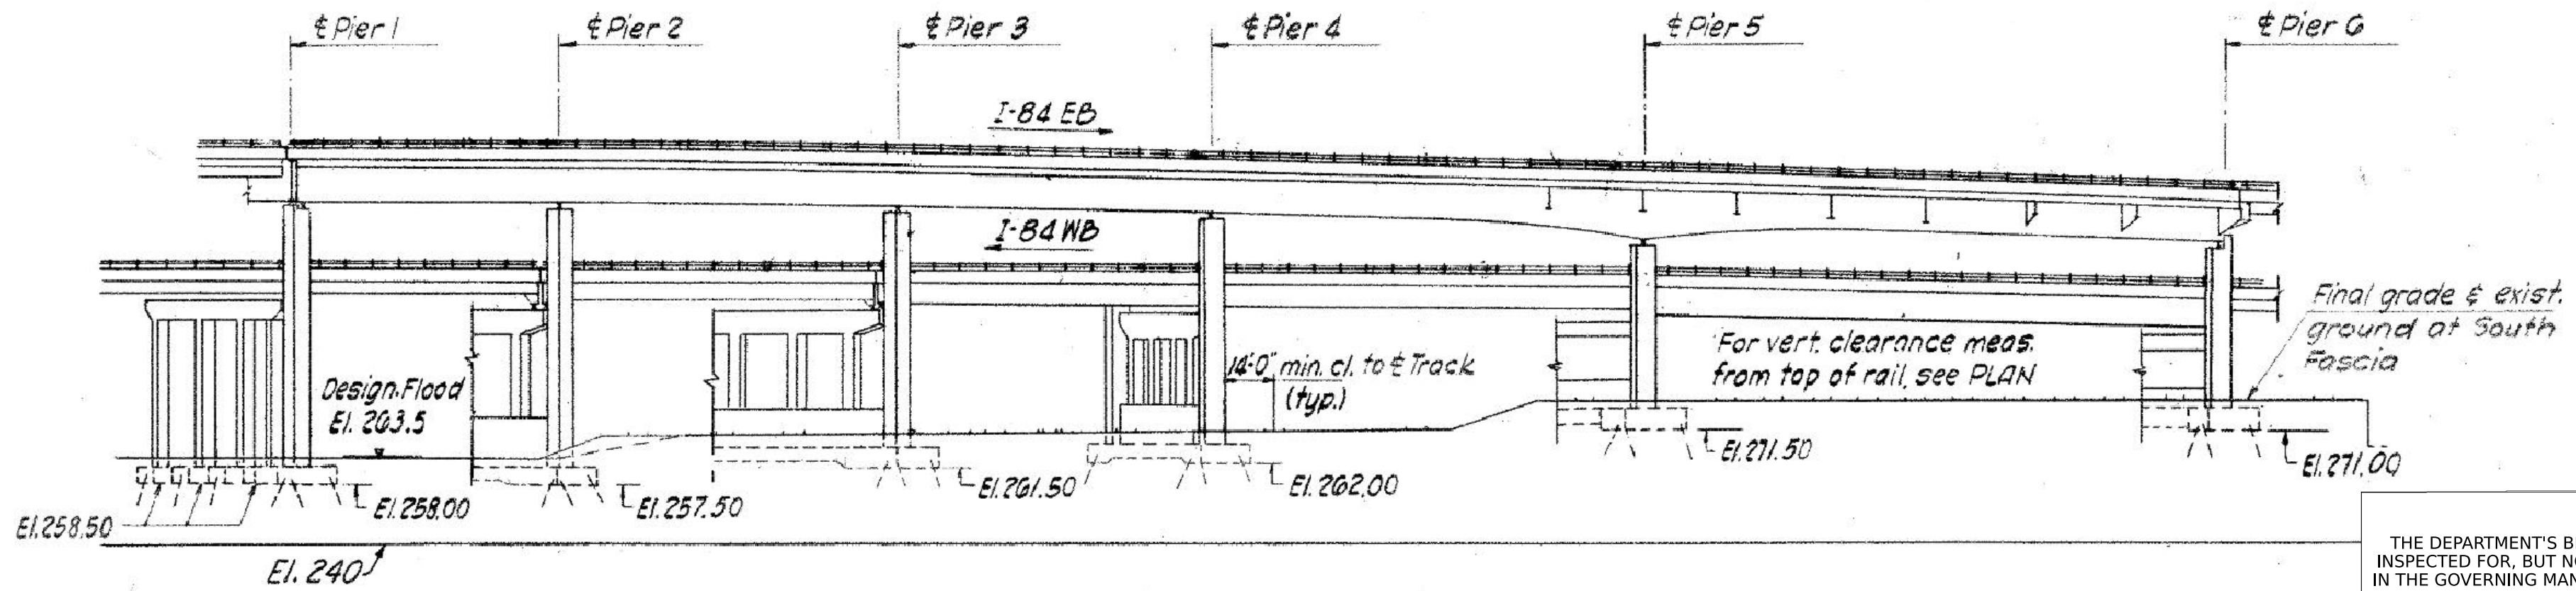 ℄ Pier 1
℄ Pier 2
℄ Pier 3
℄ Pier 4
℄ Pier 5
℄ Pier 6
I-84 EB
I-84 WB
Final grade & exist.
ground at South
Fascia
Design Flood
El. 263.5
14'-0" min. cl. to ℄ Track
(typ.)
For vert. clearance meas.
from top of rail, see PLAN
El. 258.50
El. 258.00
El. 257.50
El. 261.50
El. 262.00
El. 271.50
El. 271.00
El. 240
THE DEPARTMENT'S B
INSPECTED FOR, BUT NO
IN THE GOVERNING MAN